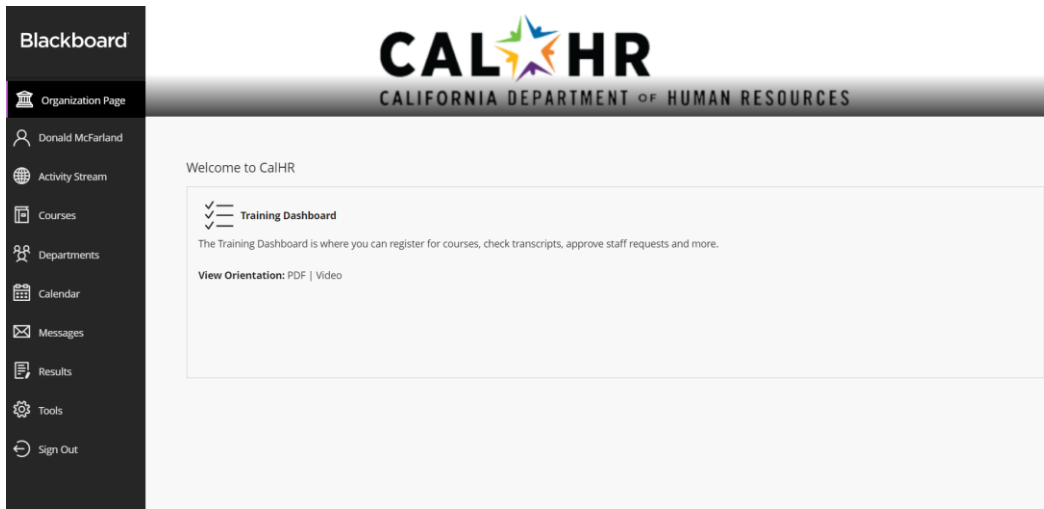 Blackboard
Organization Page
Donald McFarland
Activity Stream
Courses
Departments
Calendar
Messages
Results
Tools
Sign Out
CAL HR
CALIFORNIA DEPARTMENT OF HUMAN RESOURCES
Welcome to CalHR
Training Dashboard
The Training Dashboard is where you can register for courses, check transcripts, approve staff requests and more.
View Orientation: PDF | Video